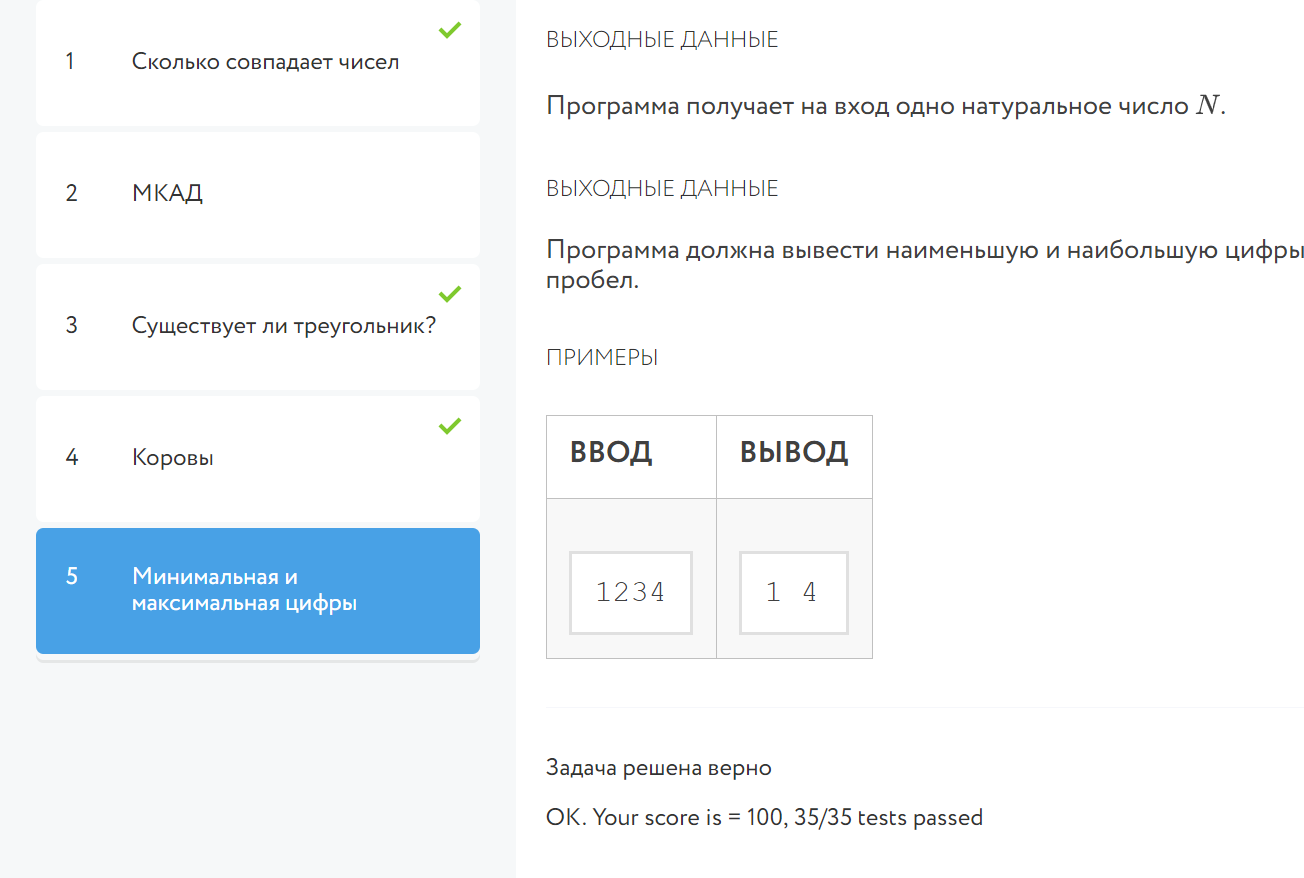 1 Сколько совпадает чисел
2 МКАД
3 Существует ли треугольник?
4 Коровы
5 Минимальная и
максимальная цифры
ВЫХОДНЫЕ ДАННЫЕ
Программа получает на вход одно натуральное число N.
ВЫХОДНЫЕ ДАННЫЕ
Программа должна вывести наименьшую и наибольшую цифры
пробел.
ПРИМЕРЫ
ВВОД ВЫВОД
1234 1 4
Задача решена верно
OK. Your score is = 100, 35/35 tests passed